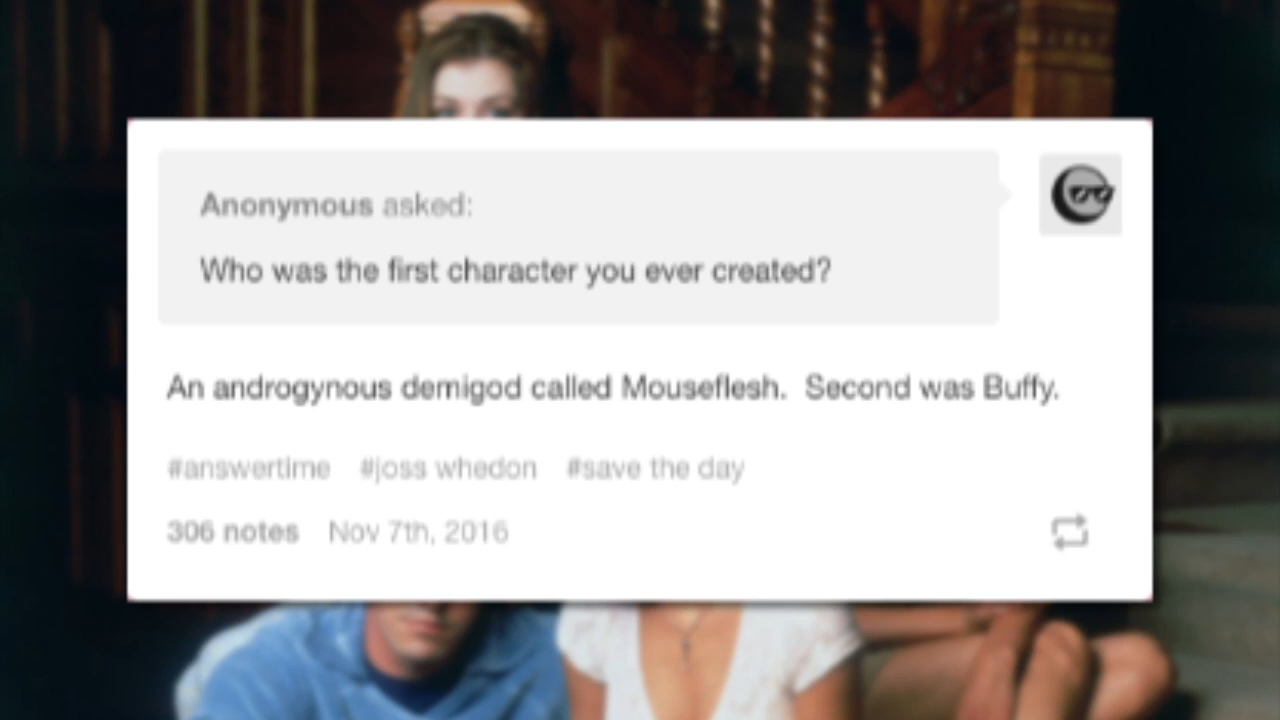 Anonymous asked:
Who was the first character you ever created?
An androgynous demigod called Mouseflesh.  Second was Buffy.
#answertime #joss whedon #save the day
306 notes Nov 7th, 2016